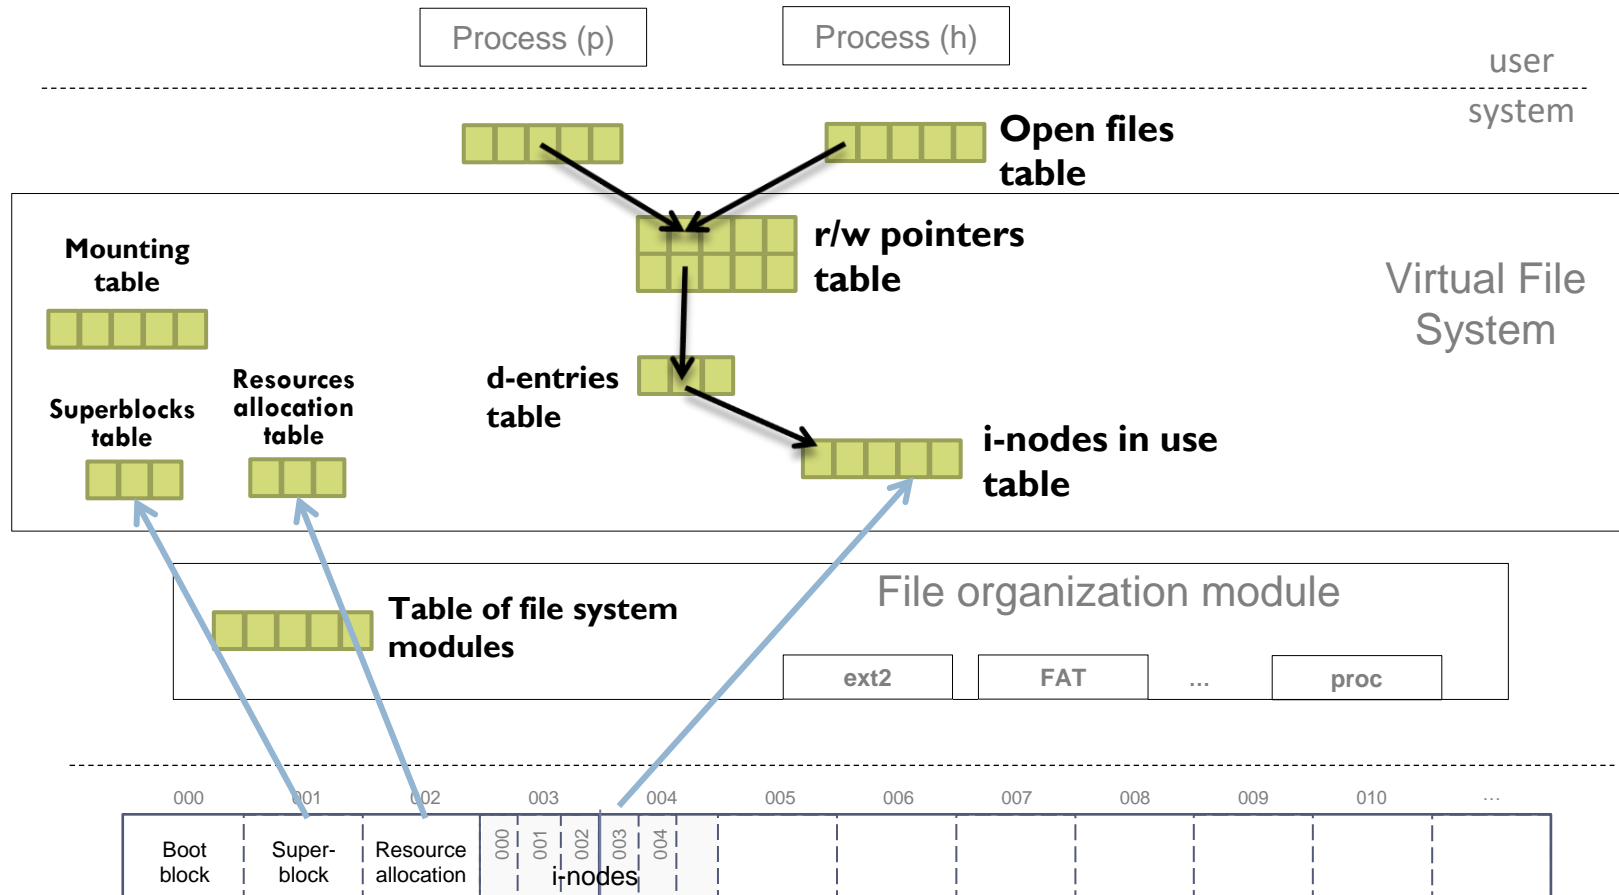 Process (p)
Process (h)
user
system
Open files
table
r/w pointers
table
Mounting
table
Virtual File
System
Resources
allocation
table
d-entries
table
Superblocks
table
i-nodes in use
table
File organization module
Table of file system
modules
ext2
FAT
...
proc
000 001 002 003 004 005 006 007 008 009 010 ...
Boot
block
Super-
block
Resource
allocation
000 001 002 003 004
i-nodes